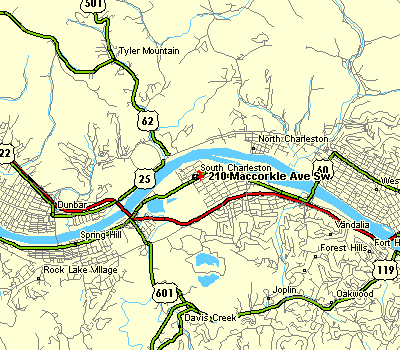 501
Tyler Mountain
62
North Charleston
22
60
South Charleston
210 Maccorkle Ave Sw
25
Wes
Dunbar
Vandalia
Spring Hill
Fort H
Forest Hills
Rock Lake Village
119
601
Joplin
Oakwood
Davis Creek